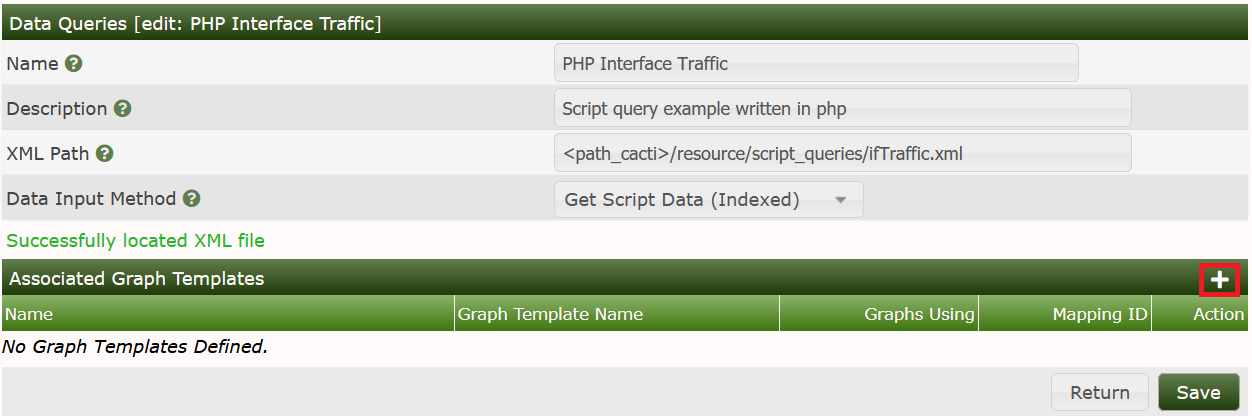 Data Queries [edit: PHP Interface Traffic]
Name ? PHP Interface Traffic
Description ? Script query example written in php
XML Path ? <path_cacti>/resource/script_queries/ifTraffic.xml
Data Input Method ? Get Script Data (Indexed)
Successfully located XML file
Associated Graph Templates +
Name Graph Template Name Graphs Using Mapping ID Action
No Graph Templates Defined.
Return Save